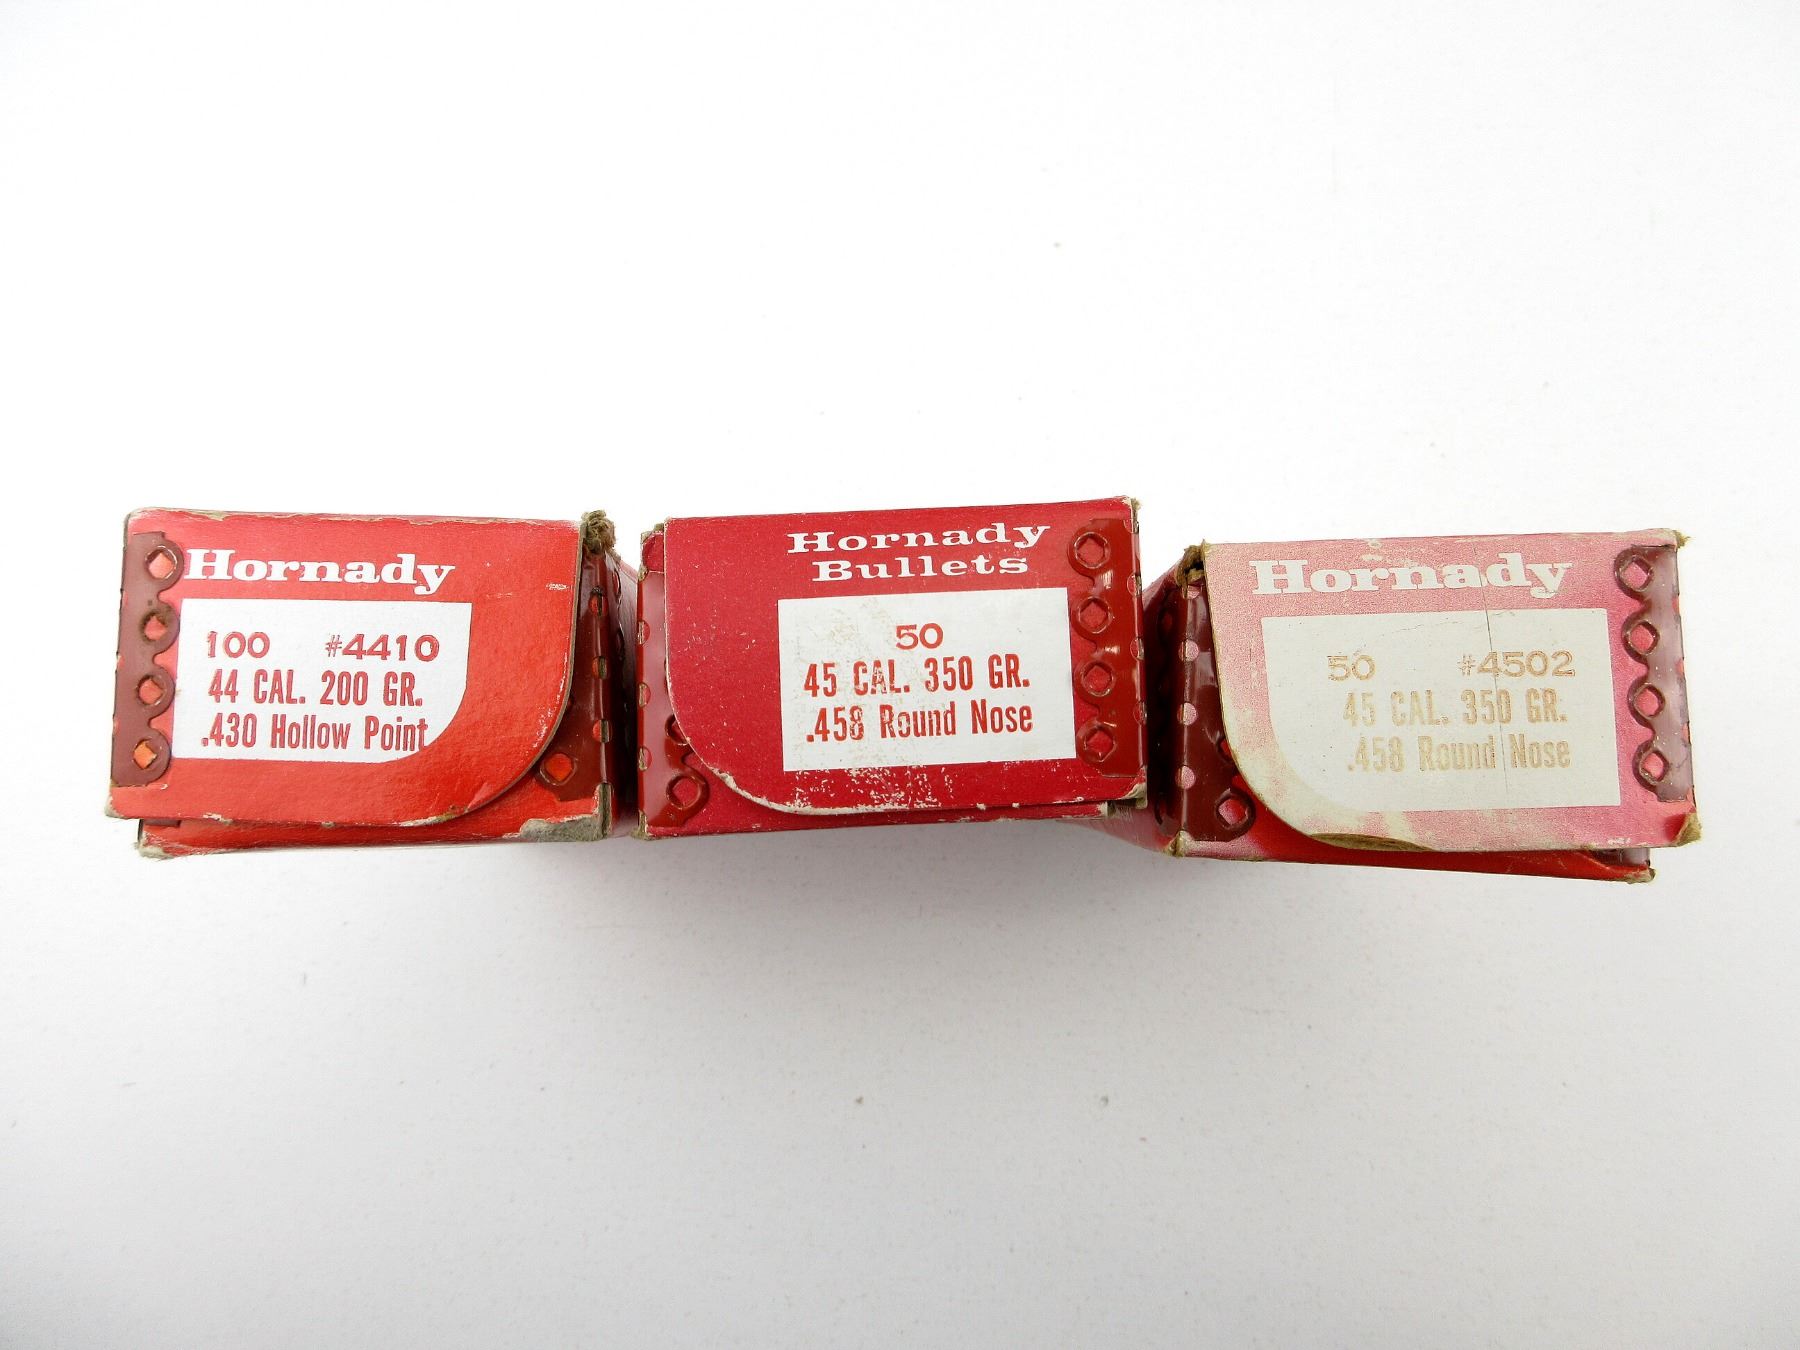 Hornady
100 #4410
44 CAL. 200 GR.
.430 Hollow Point
Hornady
Bullets
50
45 CAL. 350 GR.
.458 Round Nose
Hornady
50 #4502
45 CAL. 350 GR.
.458 Round Nose